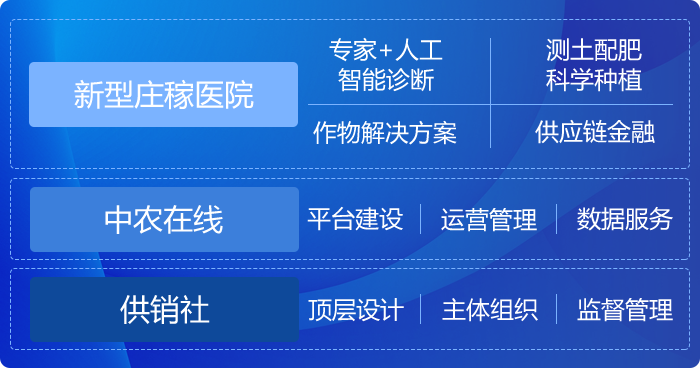 新型庄稼医院
专家+人工
智能诊断
测土配肥
科学种植
作物解决方案
供应链金融
中农在线
平台建设
运营管理
数据服务
供销社
顶层设计
主体组织
监督管理